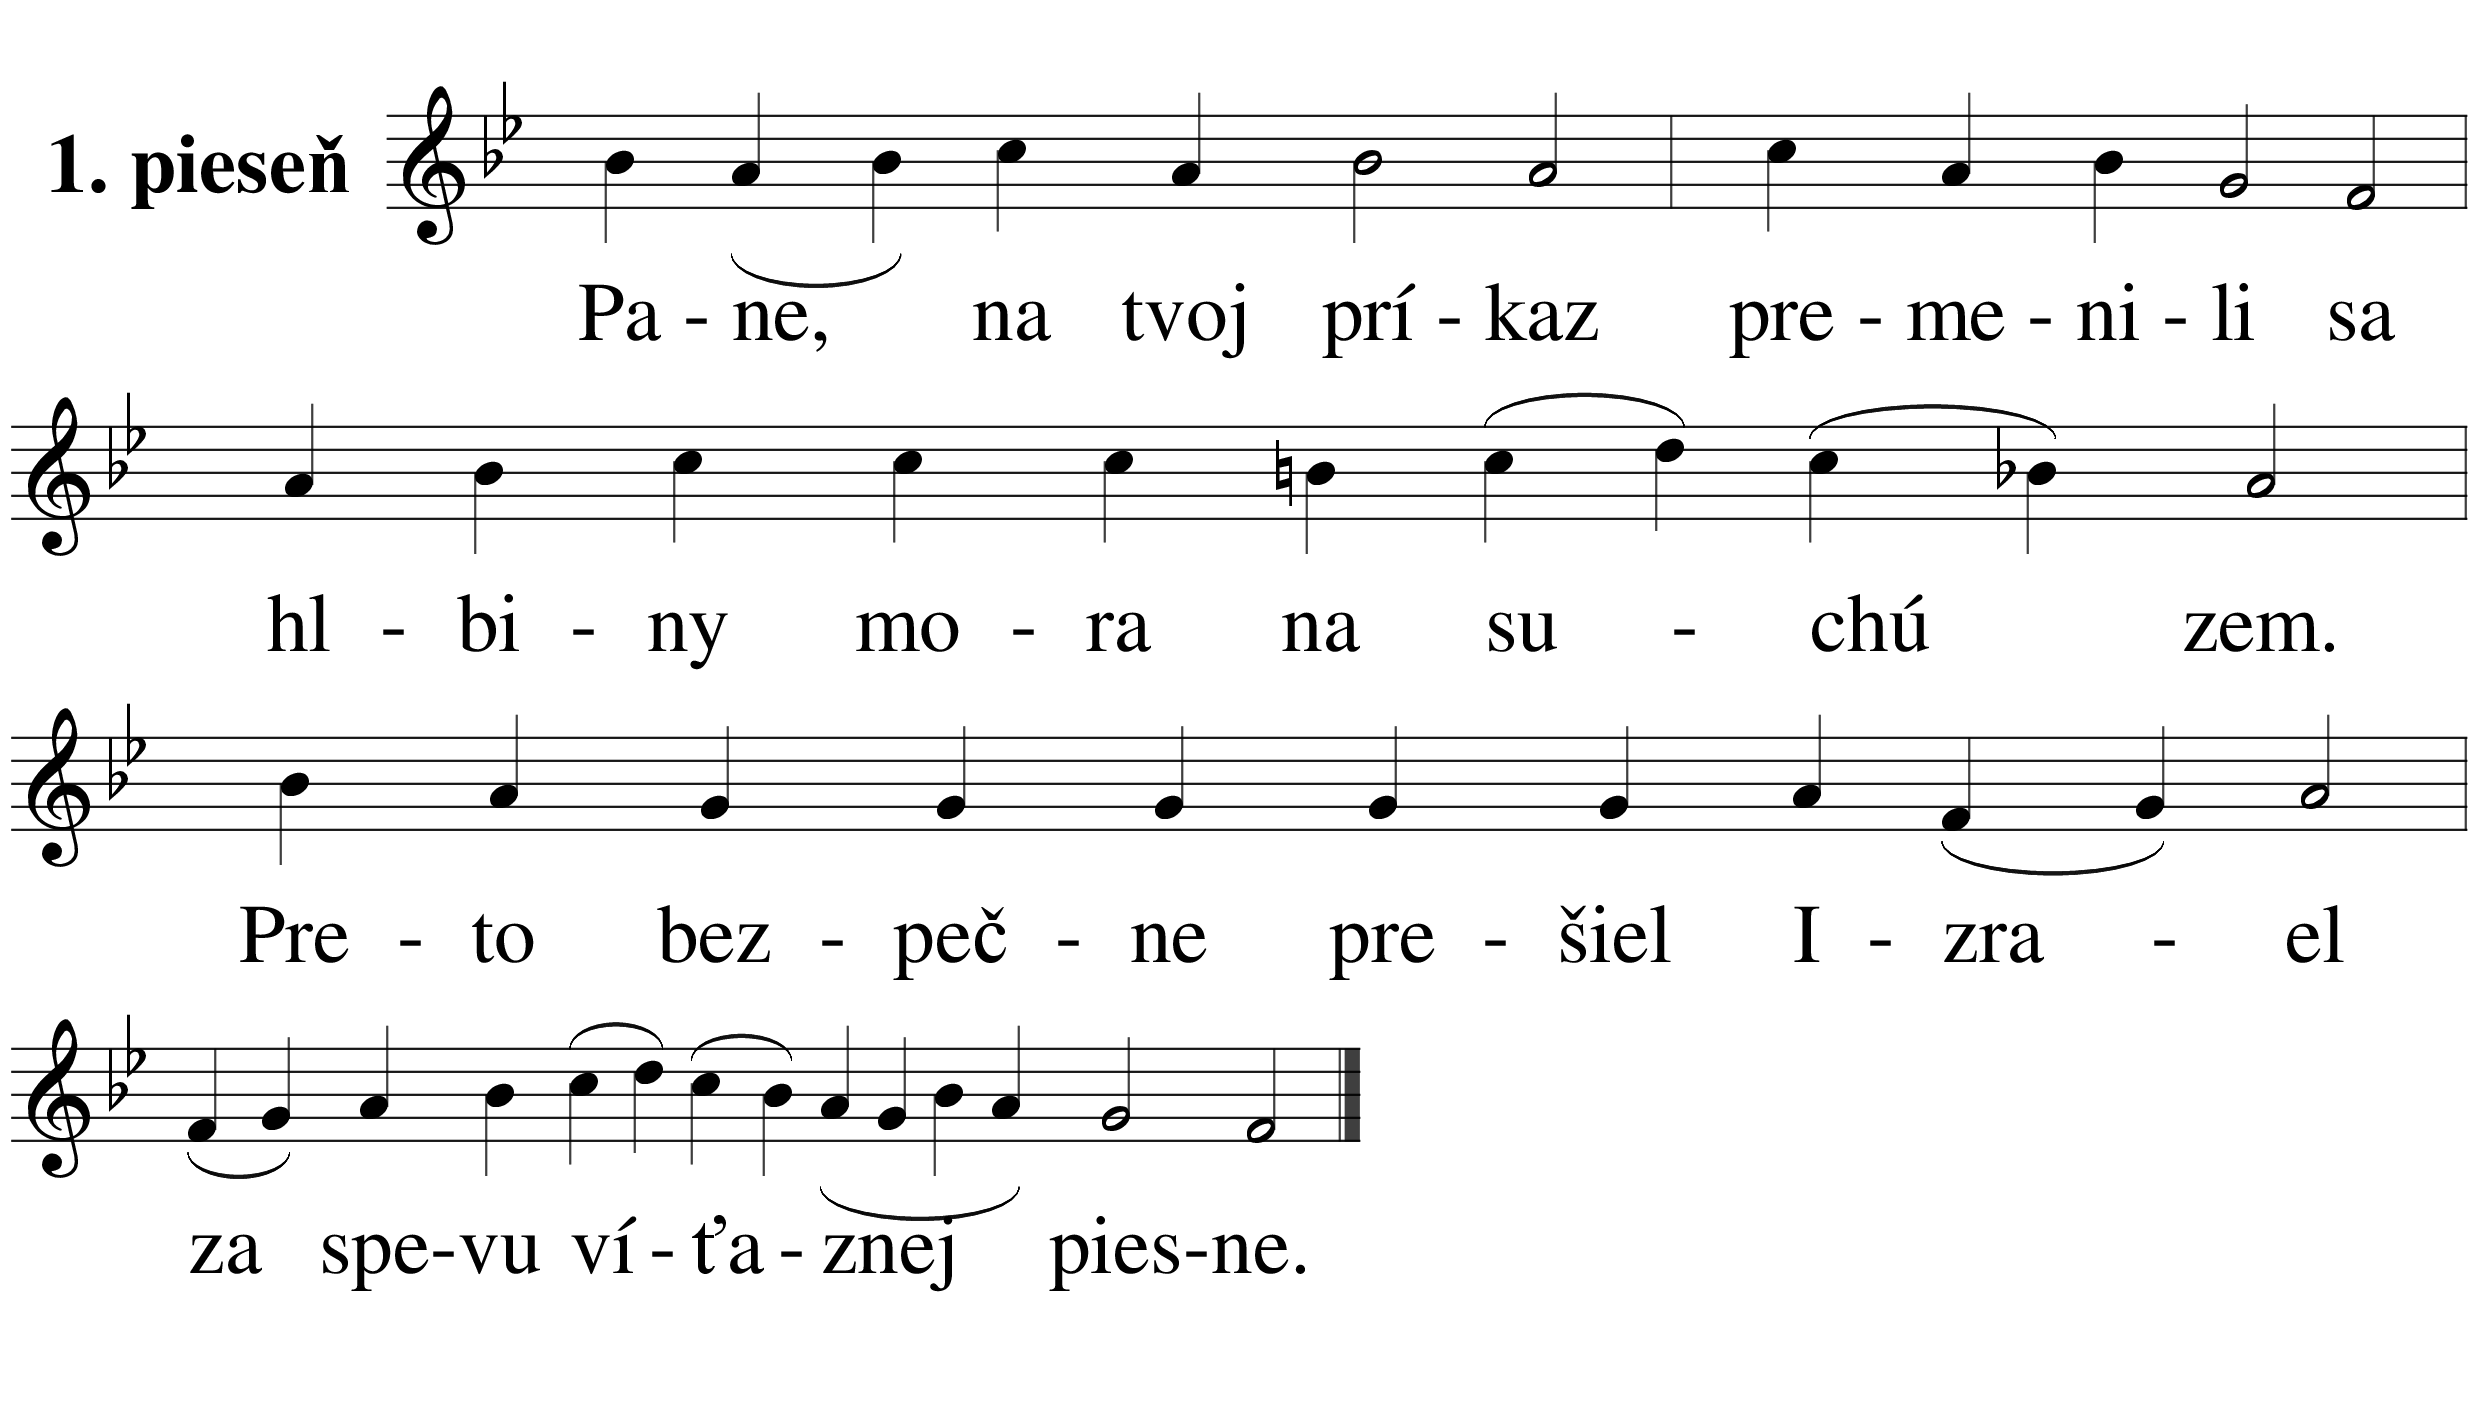 1. pieseň
Pa - ne, na tvoj prí - kaz pre - me - ni - li sa
hl - bi - ny mo - ra na su - chú zem.
Pre - to bez - peč - ne pre - šiel I - zra - el
za spe-vu ví - ťa - znej pies-ne.